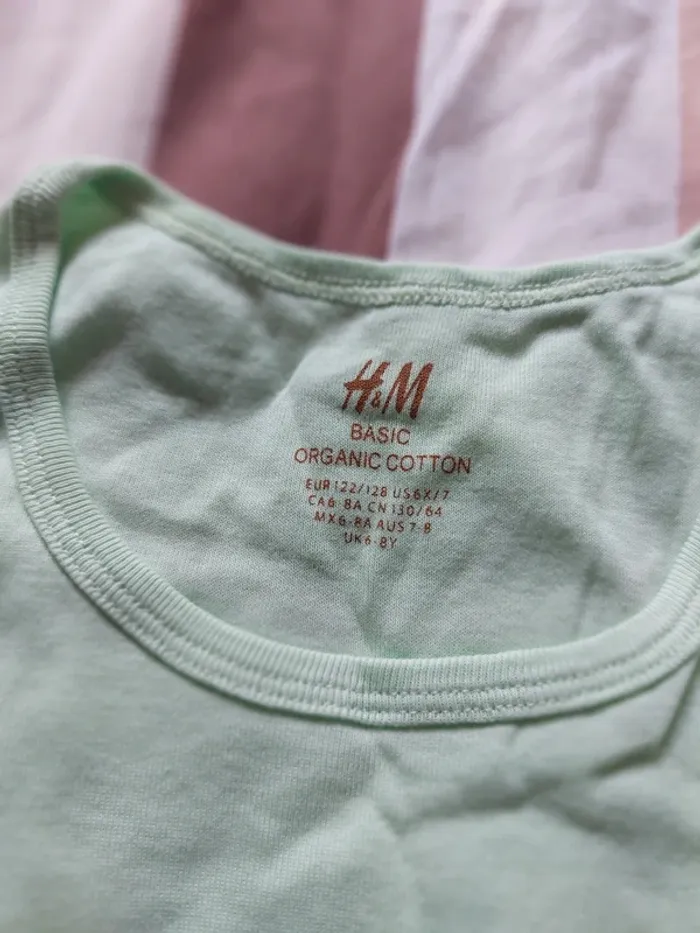 H&M
BASIC
ORGANIC COTTON
EUR 122/128 US 6X/7
CA 6-8A CN 130/64
MX 6-8A AUS 7-8
UK 6-8Y